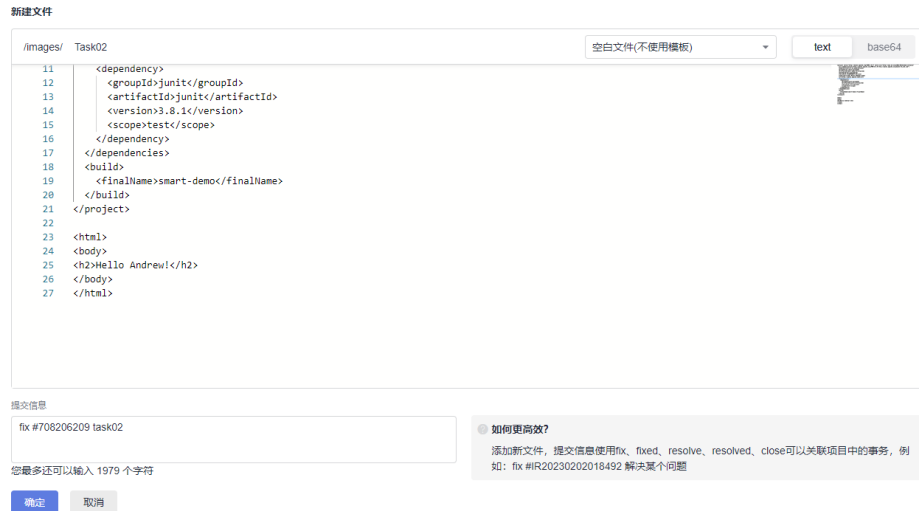 新建文件
/images/ Task02 空白文件(不使用模板) text base64
11 <dependency>
12 <groupId>junit</groupId>
13 <artifactId>junit</artifactId>
14 <version>3.8.1</version>
15 <scope>test</scope>
16 </dependency>
17 </dependencies>
18 <build>
19 <finalName>smart-demo</finalName>
20 </build>
21 </project>
22
23 <html>
24 <body>
25 <h2>Hello Andrew!</h2>
26 </body>
27 </html>
提交信息
fix #708206209 task02
您最多还可以输入 1979 个字符
如何更高效?
添加新文件，提交信息使用fix、fixed、resolve、resolved、close可以关联项目中的事务，例
如：fix #IR20230202018492 解决某个问题
确定 取消